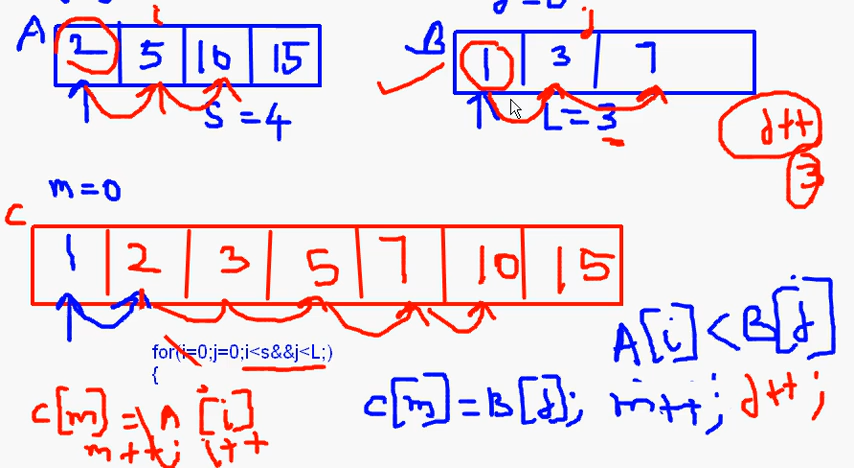 i j
A 2 5 10 15 B 1 3 7
S = 4 L = 3 j++
3
m = 0
C 1 2 3 5 7 10 15
A[i] < B[j]
for(i=0;j=0;i<s&&j<L;)
{
C[m] = A[i] C[m] = B[j]; m++; j++;
m++; i++